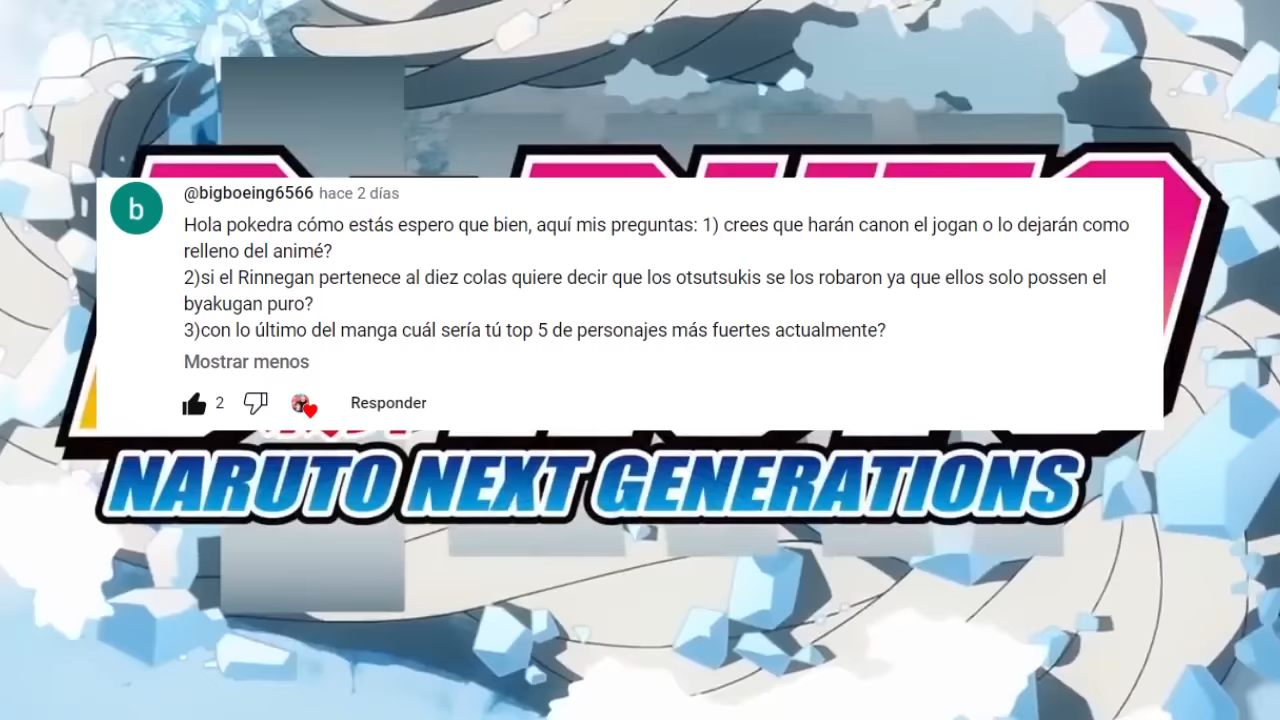 b
@bigboeing6566 hace 2 días
Hola pokedra cómo estás espero que bien, aquí mis preguntas: 1) crees que harán canon el jogan o lo dejarán como
relleno del animé?
2)si el Rinnegan pertenece al diez colas quiere decir que los otsutsukis se los robaron ya que ellos solo possen el
byakugan puro?
3)con lo último del manga cuál sería tú top 5 de personajes más fuertes actualmente?
Mostrar menos
2 Responder
NARUTO NEXT GENERATIONS